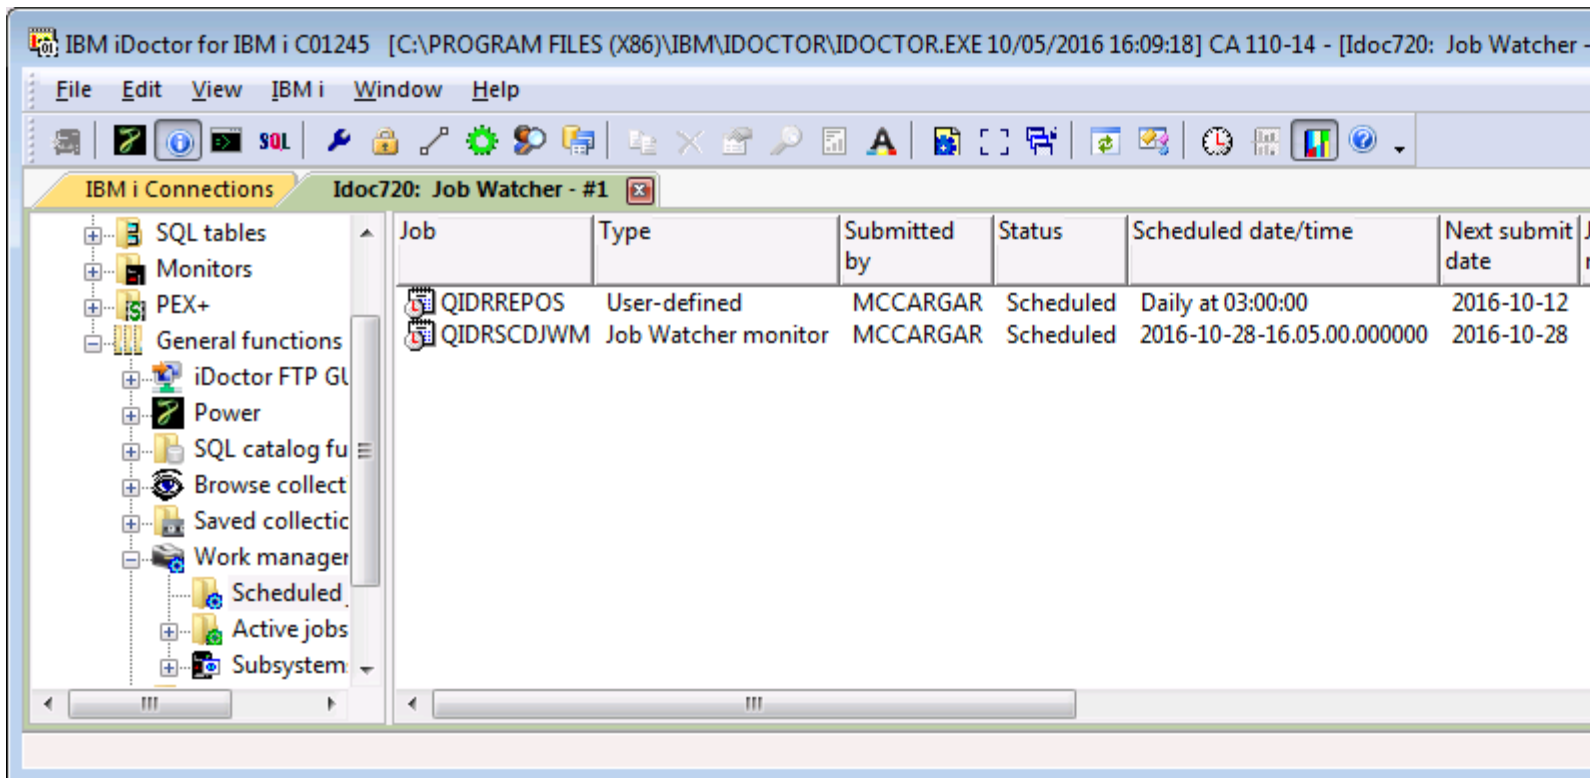 IBM iDoctor for IBM i C01245 [C:\PROGRAM FILES (X86)\IBM\IDOCTOR\IDOCTOR.EXE 10/05/2016 16:09:18] CA 110-14 - [Idoc720: Job Watcher -
File Edit View IBM i Window Help
SQL
IBM i Connections Idoc720: Job Watcher - #1
SQL tables
Monitors
PEX+
General functions
iDoctor FTP GU
Power
SQL catalog fu
Browse collect
Saved collectic
Work manager
Scheduled
Active jobs
Subsystem
Job Type Submitted by Status Scheduled date/time Next submit date
QIDRREPOS User-defined MCCARGAR Scheduled Daily at 03:00:00 2016-10-12
QIDRSCDJWM Job Watcher monitor MCCARGAR Scheduled 2016-10-28-16.05.00.000000 2016-10-28